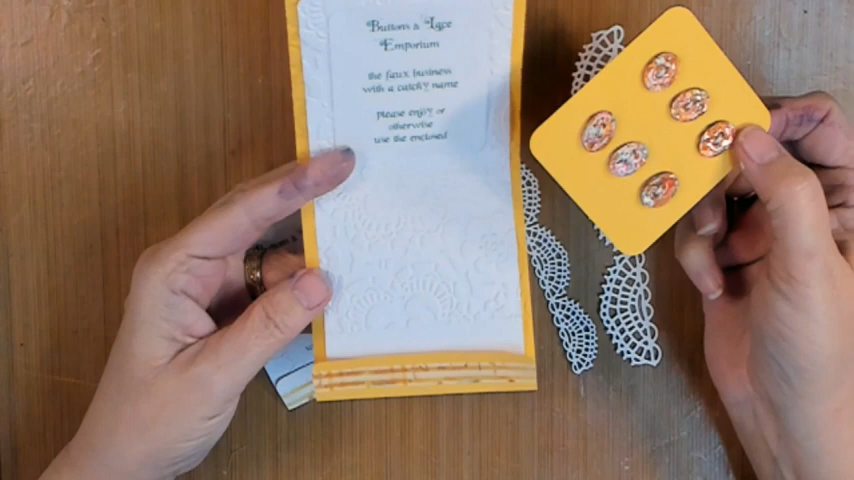 Buttons & Lace
Emporium
the faux business
with a catchy name
please enjoy or
otherwise
use the enclosed